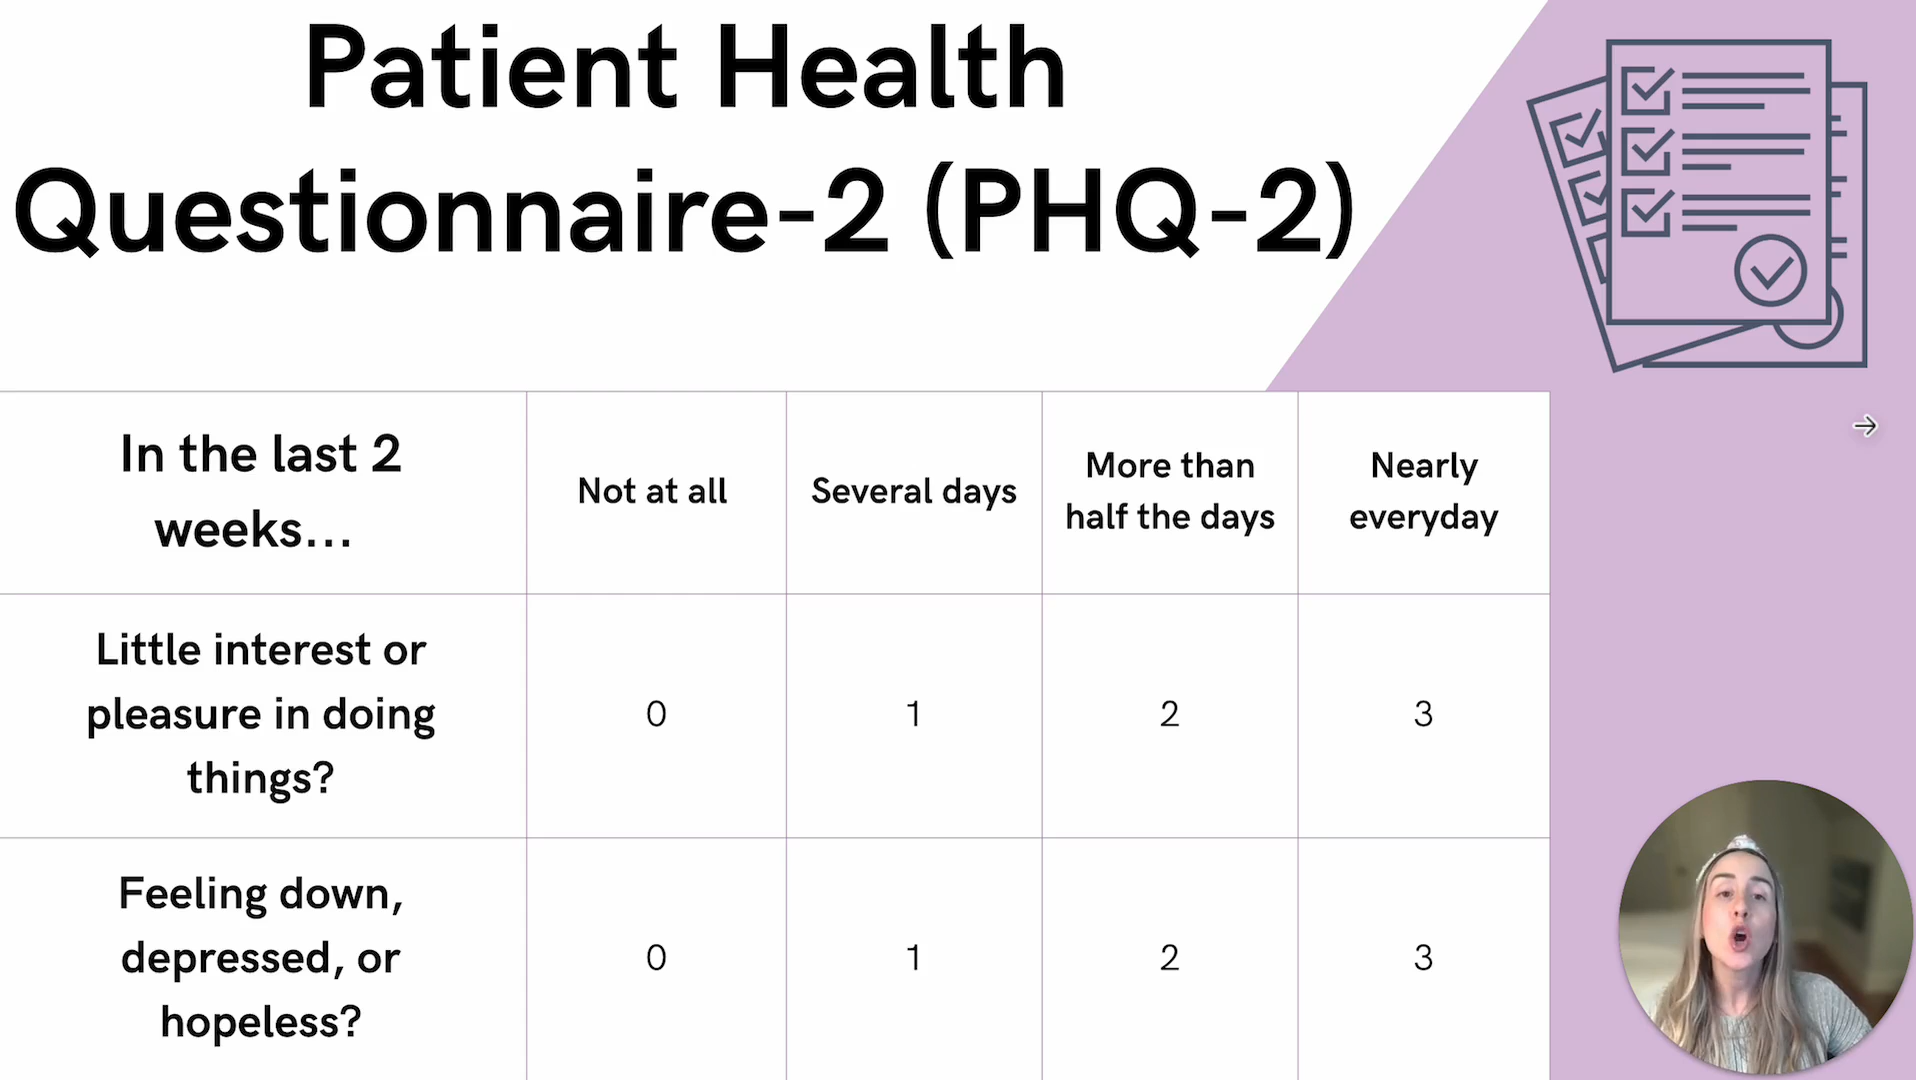 Patient Health
Questionnaire-2 (PHQ-2)
In the last 2
weeks...
Not at all
Several days
More than
half the days
Nearly
everyday
Little interest or
pleasure in doing
things?
0
1
2
3
Feeling down,
depressed, or
hopeless?
0
1
2
3